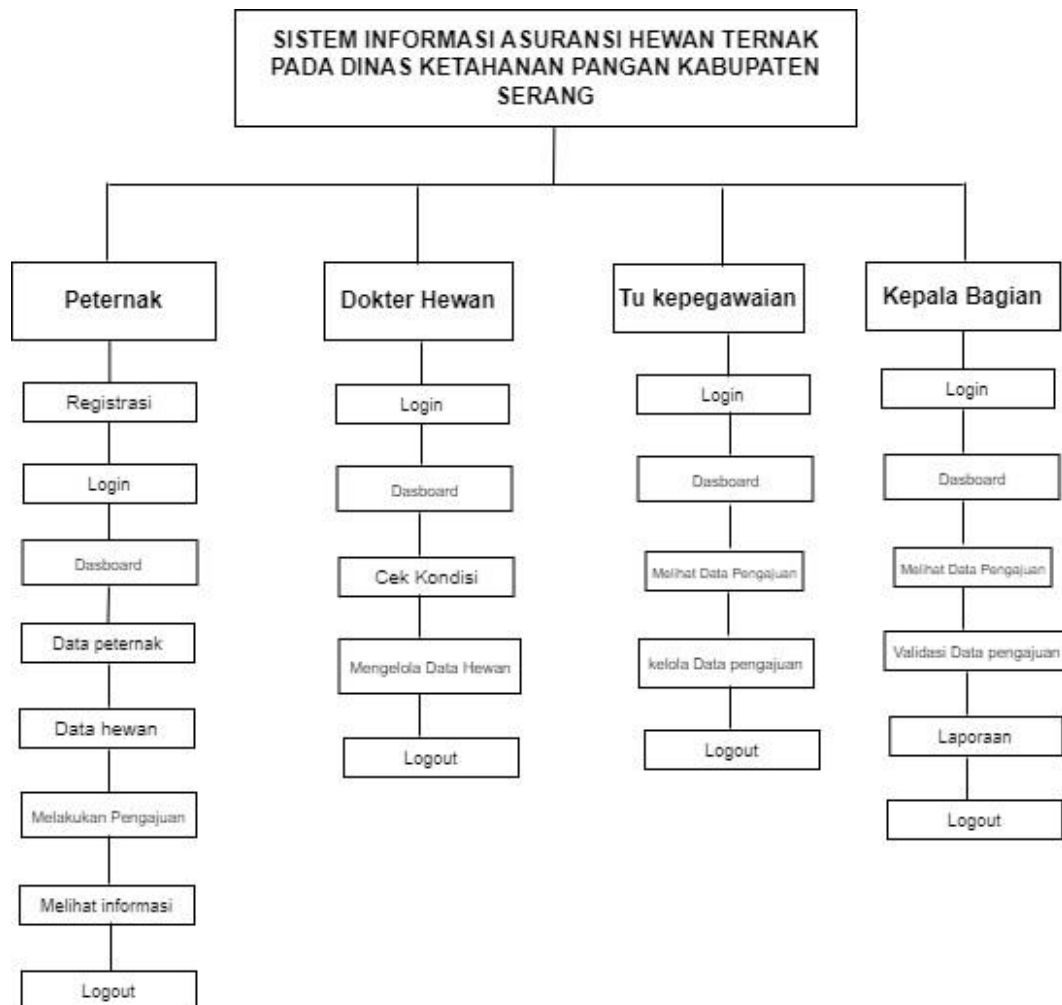 SISTEM INFORMASI ASURANSI HEWAN TERNAK
PADA DINAS KETAHANAN PANGAN KABUPATEN
SERANG
Peternak
Registrasi
Login
Dasboard
Data peternak
Data hewan
Melakukan Pengajuan
Melihat informasi
Logout
Dokter Hewan
Login
Dasboard
Cek Kondisi
Mengelola Data Hewan
Logout
Tu kepegawaian
Login
Dasboard
Melihat Data Pengajuan
kelola Data pengajuan
Logout
Kepala Bagian
Login
Dasboard
Melihat Data Pengajuan
Validasi Data pengajuan
Laporaan
Logout